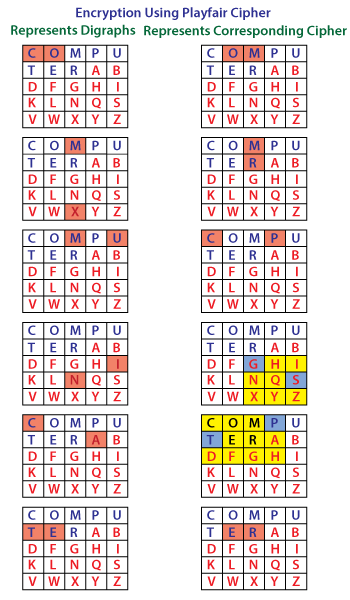 Encryption Using Playfair Cipher
Represents Digraphs Represents Corresponding Cipher
C O M P U C O M P U
T E R A B T E R A B
D F G H I D F G H I
K L N Q S K L N Q S
V W X Y Z V W X Y Z
C O M P U C O M P U
T E R A B T E R A B
D F G H I D F G H I
K L N Q S K L N Q S
V W X Y Z V W X Y Z
C O M P U C O M P U
T E R A B T E R A B
D F G H I D F G H I
K L N Q S K L N Q S
V W X Y Z V W X Y Z
C O M P U C O M P U
T E R A B T E R A B
D F G H I D F G H I
K L N Q S K L N Q S
V W X Y Z V W X Y Z
C O M P U C O M P U
T E R A B T E R A B
D F G H I D F G H I
K L N Q S K L N Q S
V W X Y Z V W X Y Z
C O M P U C O M P U
T E R A B T E R A B
D F G H I D F G H I
K L N Q S K L N Q S
V W X Y Z V W X Y Z